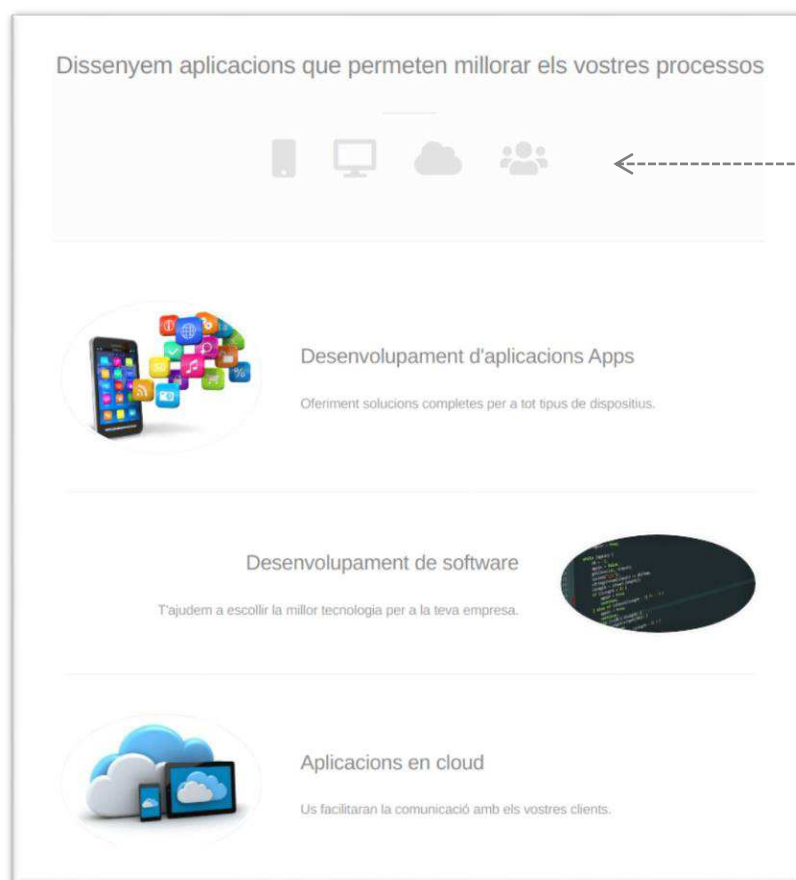 Dissenyem aplicacions que permeten millorar els vostres processos
Desenvolupament d'aplicacions Apps
Oferiment solucions completes per a tot tipus de dispositius.
Desenvolupament de software
T'ajudem a escollir la millor tecnologia per a la teva empresa.
Aplicacions en cloud
Us facilitaran la comunicació amb els vostres clients.